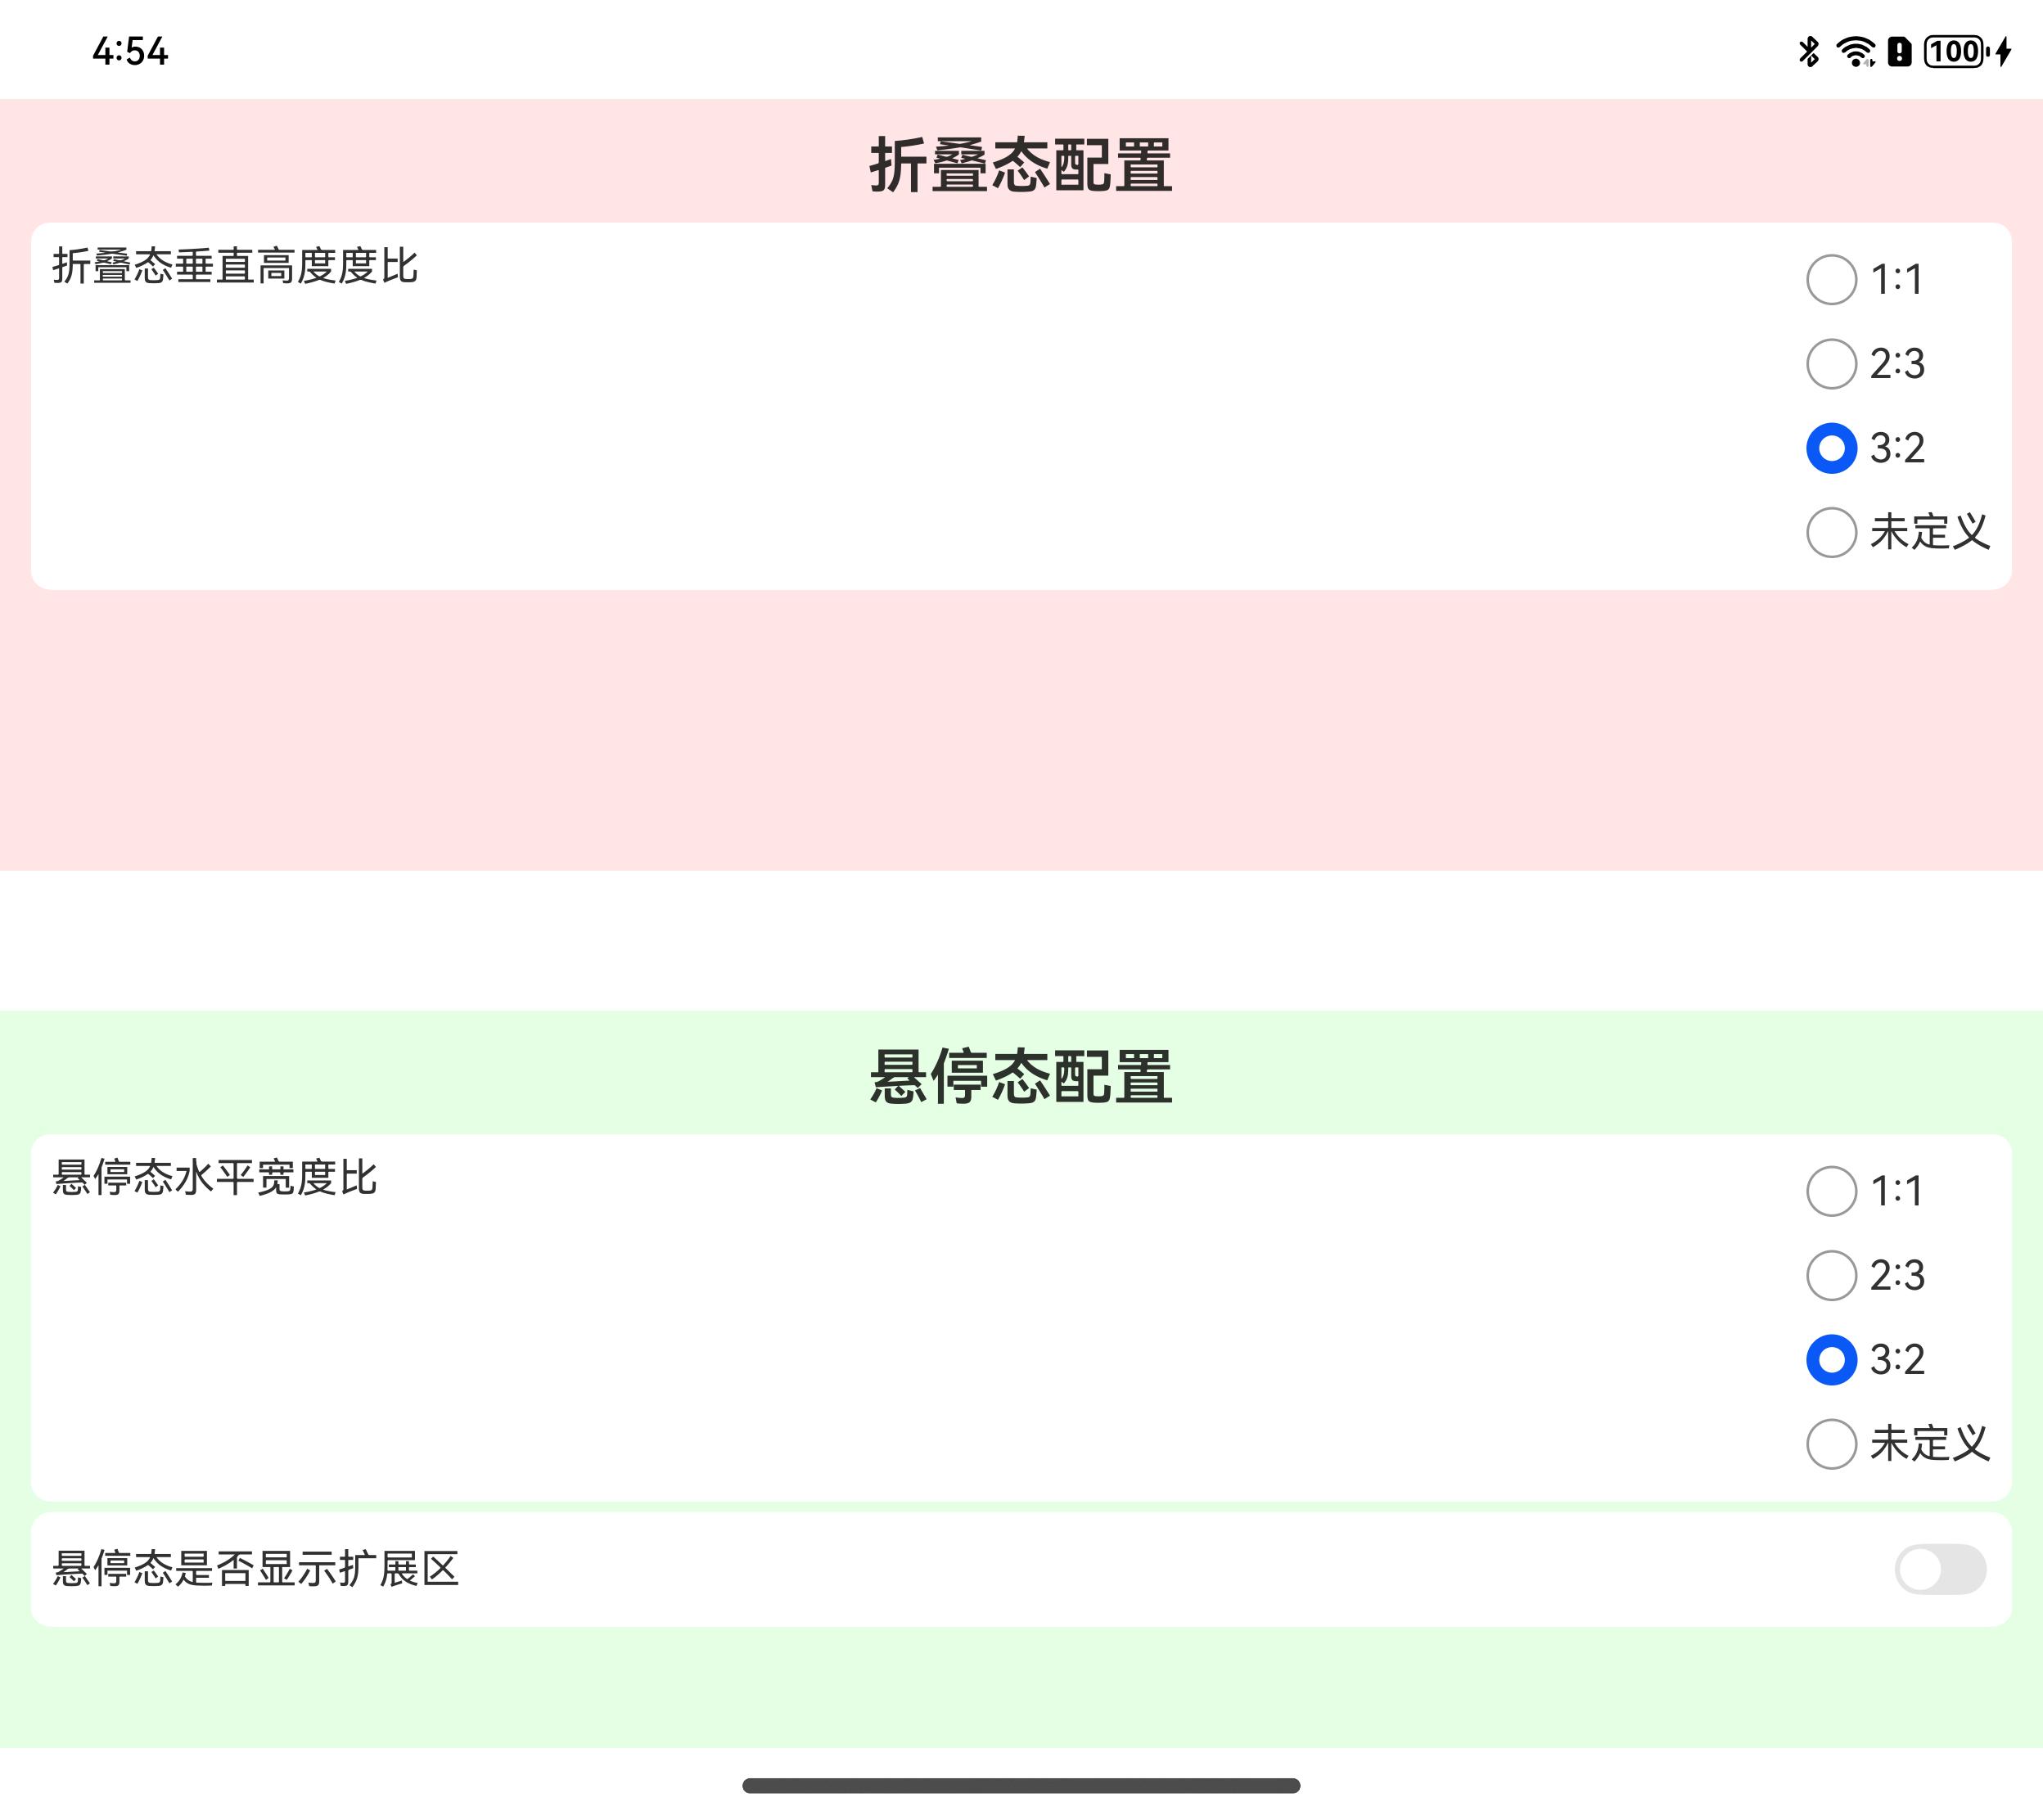 4:54
100
折叠态配置
折叠态垂直高度度比
1:1
2:3
3:2
未定义
悬停态配置
悬停态水平宽度比
1:1
2:3
3:2
未定义
悬停态是否显示扩展区